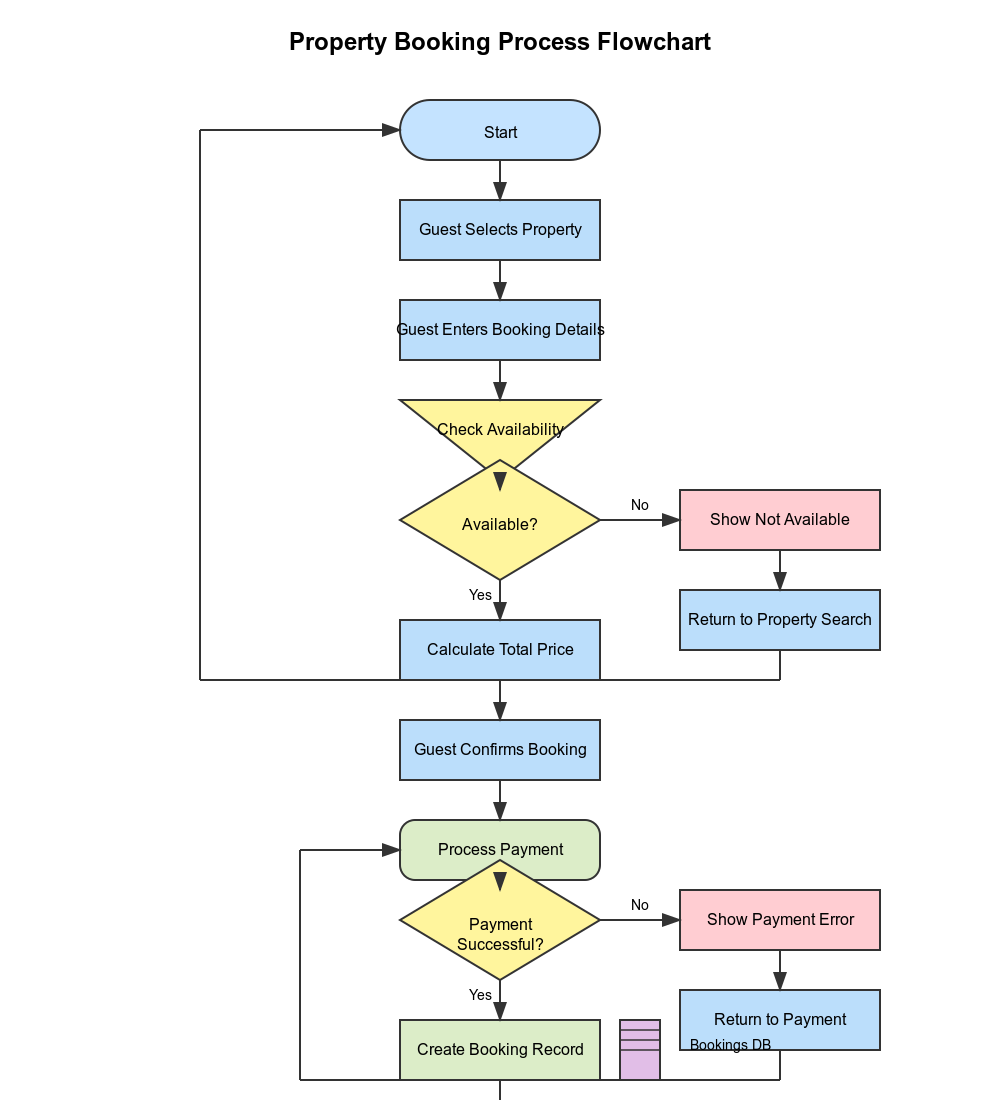 Property Booking Process Flowchart
Start
Guest Selects Property
Guest Enters Booking Details
Check Availability
Available?
No
Show Not Available
Yes
Return to Property Search
Calculate Total Price
Guest Confirms Booking
Process Payment
Payment
Successful?
No
Show Payment Error
Yes
Return to Payment
Create Booking Record
Bookings DB